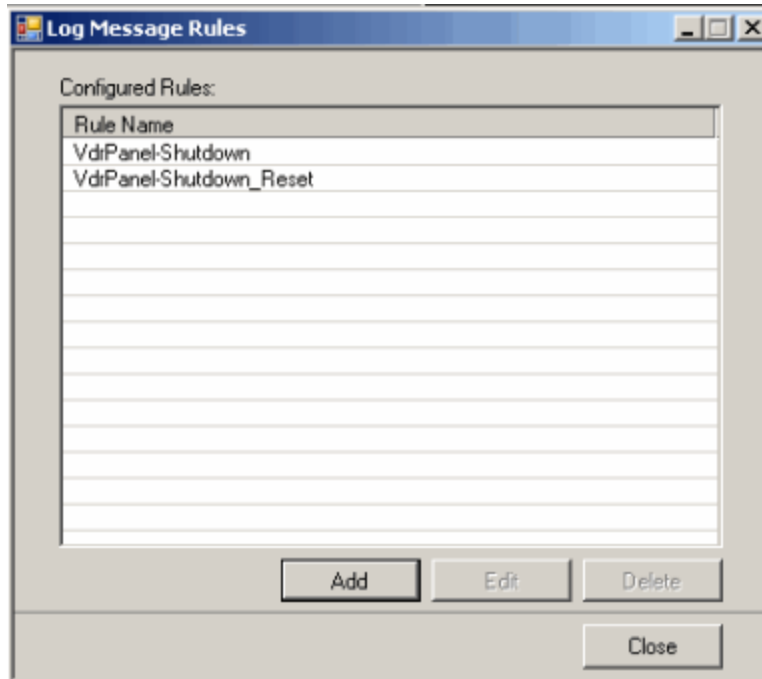 Log Message Rules
Configured Rules:
Rule Name
VdrPanel-Shutdown
VdrPanel-Shutdown_Reset
Add Edit Delete
Close